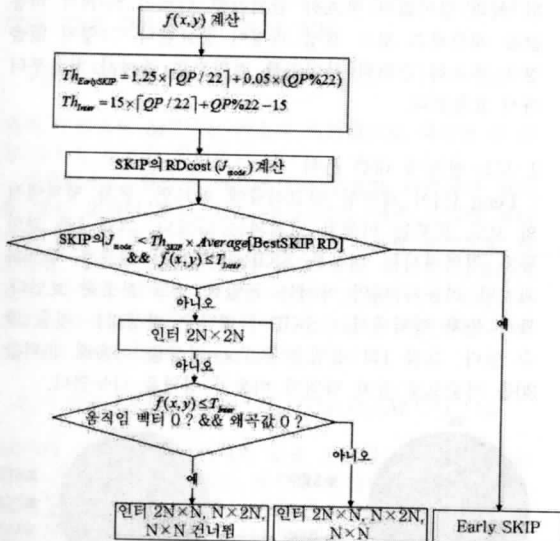 f(x,y) 계산
Th_EarlySKIP = 1.25×⌈QP/22⌉+0.05×(QP%22)
Th_Inter = 15×⌈QP/22⌉+QP%22−15
SKIP의 RDcost (J_mode) 계산
SKIP의 J_mode < Th_SKIP × Average[BestSKIP RD]
&& f(x,y) ≤ T_Inter
아니오
예
인터 2N×2N
아니오
f(x,y) ≤ T_Inter
움직임 벡터 0 ? && 왜곡값 0 ?
아니오
예
인터 2N×N, N×2N,
N×N 건너뜀
인터 2N×N, N×2N,
N×N
Early SKIP